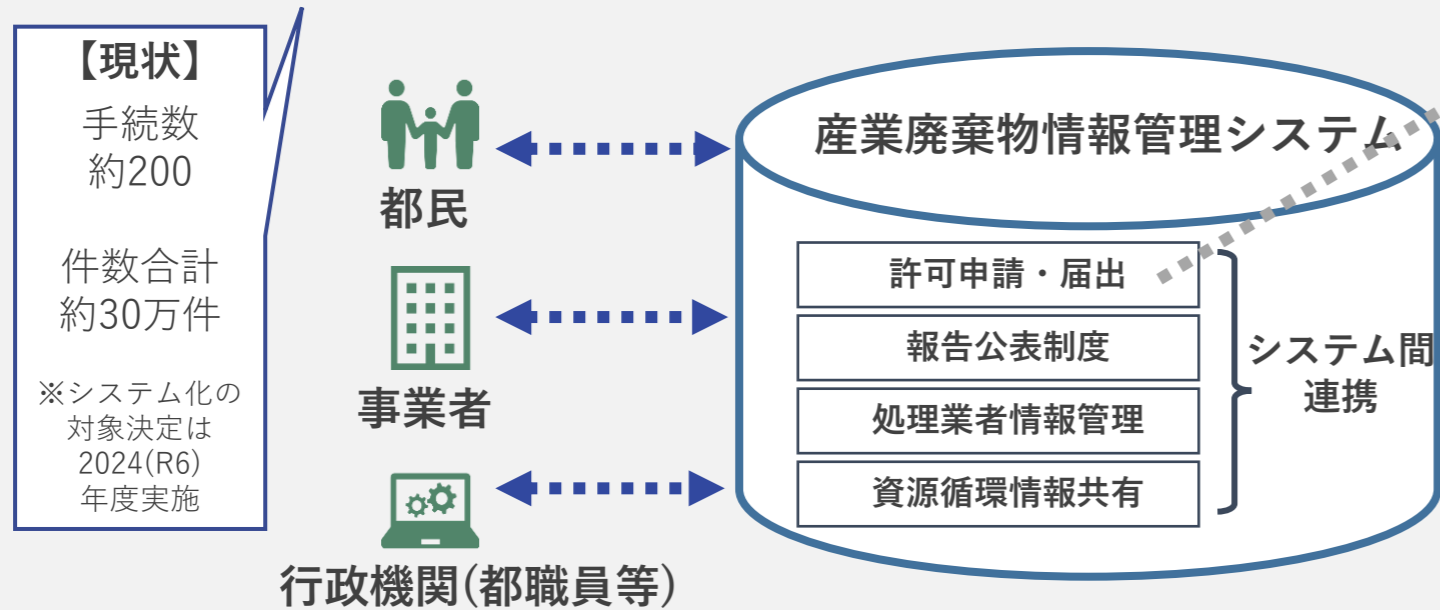 【現状】
手続数
約200
件数合計
約30万件
※システム化の
対象決定は
2024(R6)
年度実施
都民
事業者
行政機関(都職員等)
産業廃棄物情報管理システム
許可申請・届出
報告公表制度
処理業者情報管理
資源循環情報共有
システム間
連携